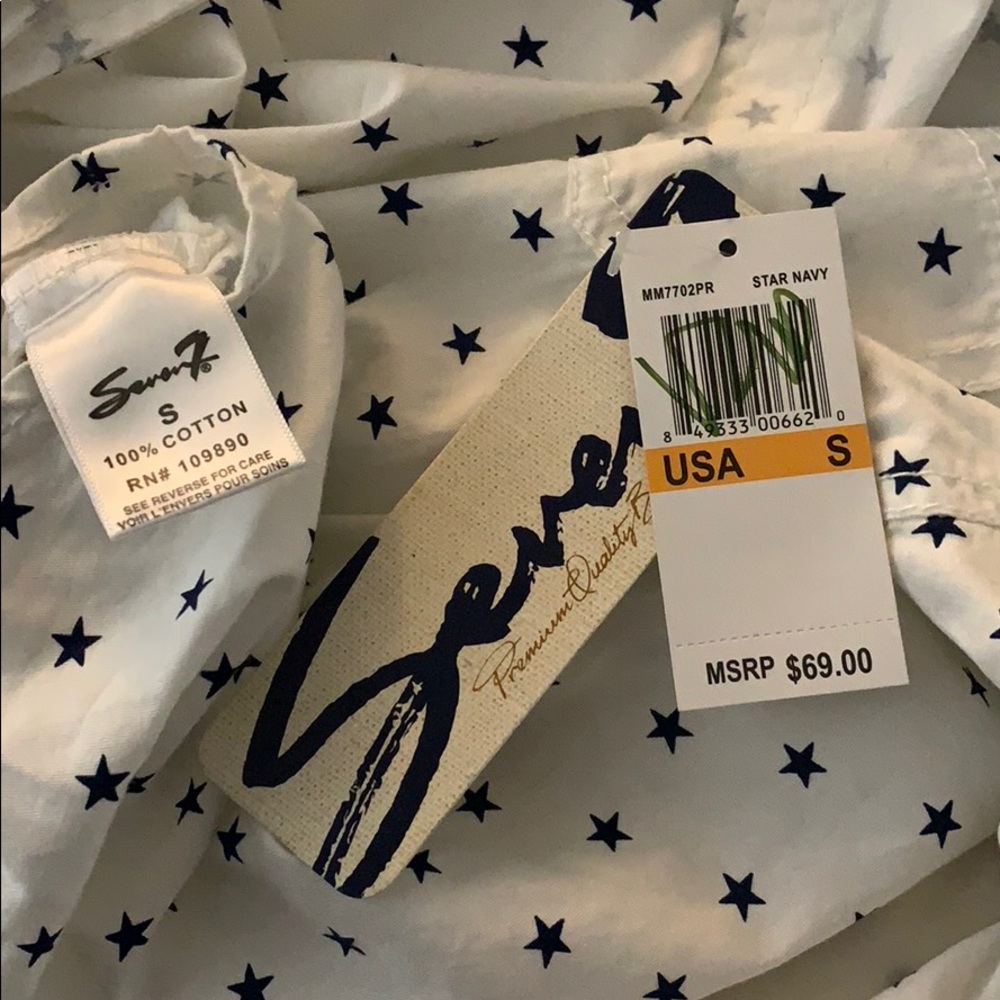 Seven7®
S
100% COTTON
RN# 109890
SEE REVERSE FOR CARE
VOIR L'ENVERS POUR SOINS
Seven
Premium Quality B
MM7702PR STAR NAVY
8 49333 00662 0
USA S
MSRP $69.00